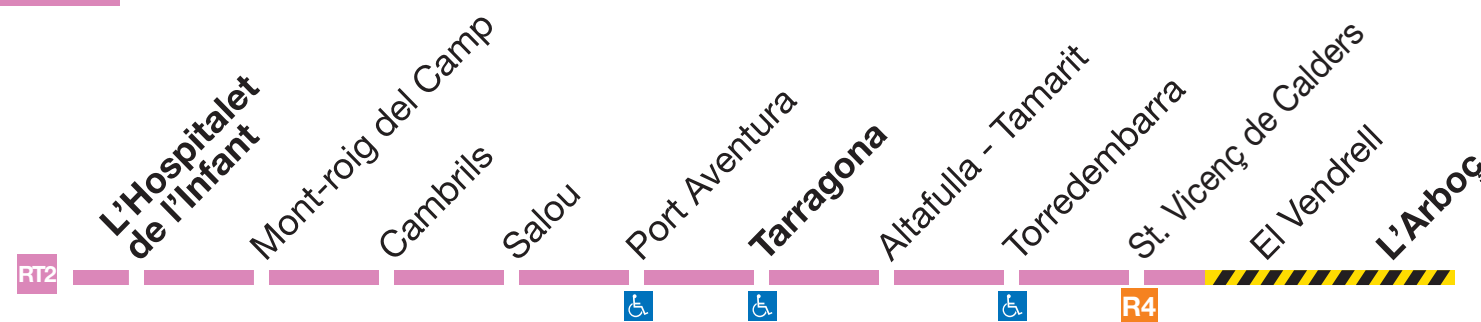 L'Hospitalet
de l'Infant
Mont-roig del Camp
Cambrils
Salou
Port Aventura
Tarragona
Altafulla - Tamarit
Torredembarra
St. Vicenç de Calders
El Vendrell
L'Arboç
RT2
R4